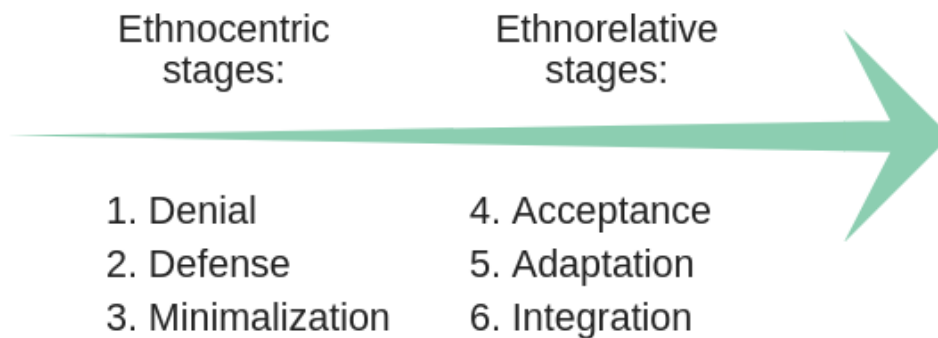 Ethnocentric
stages:
Ethnorelative
stages:
1. Denial
2. Defense
3. Minimalization
4. Acceptance
5. Adaptation
6. Integration